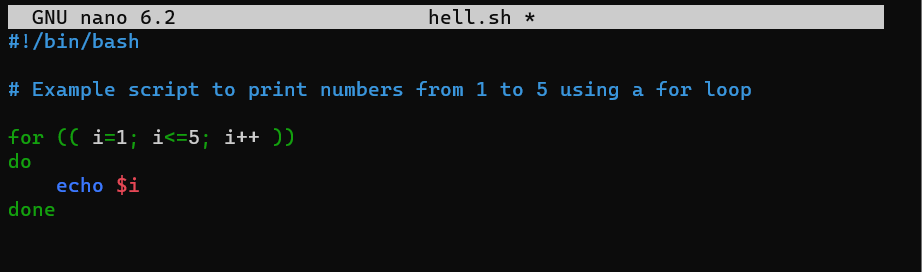 GNU nano 6.2 hell.sh *
#!/bin/bash
# Example script to print numbers from 1 to 5 using a for loop
for (( i=1; i<=5; i++ ))
do
    echo $i
done